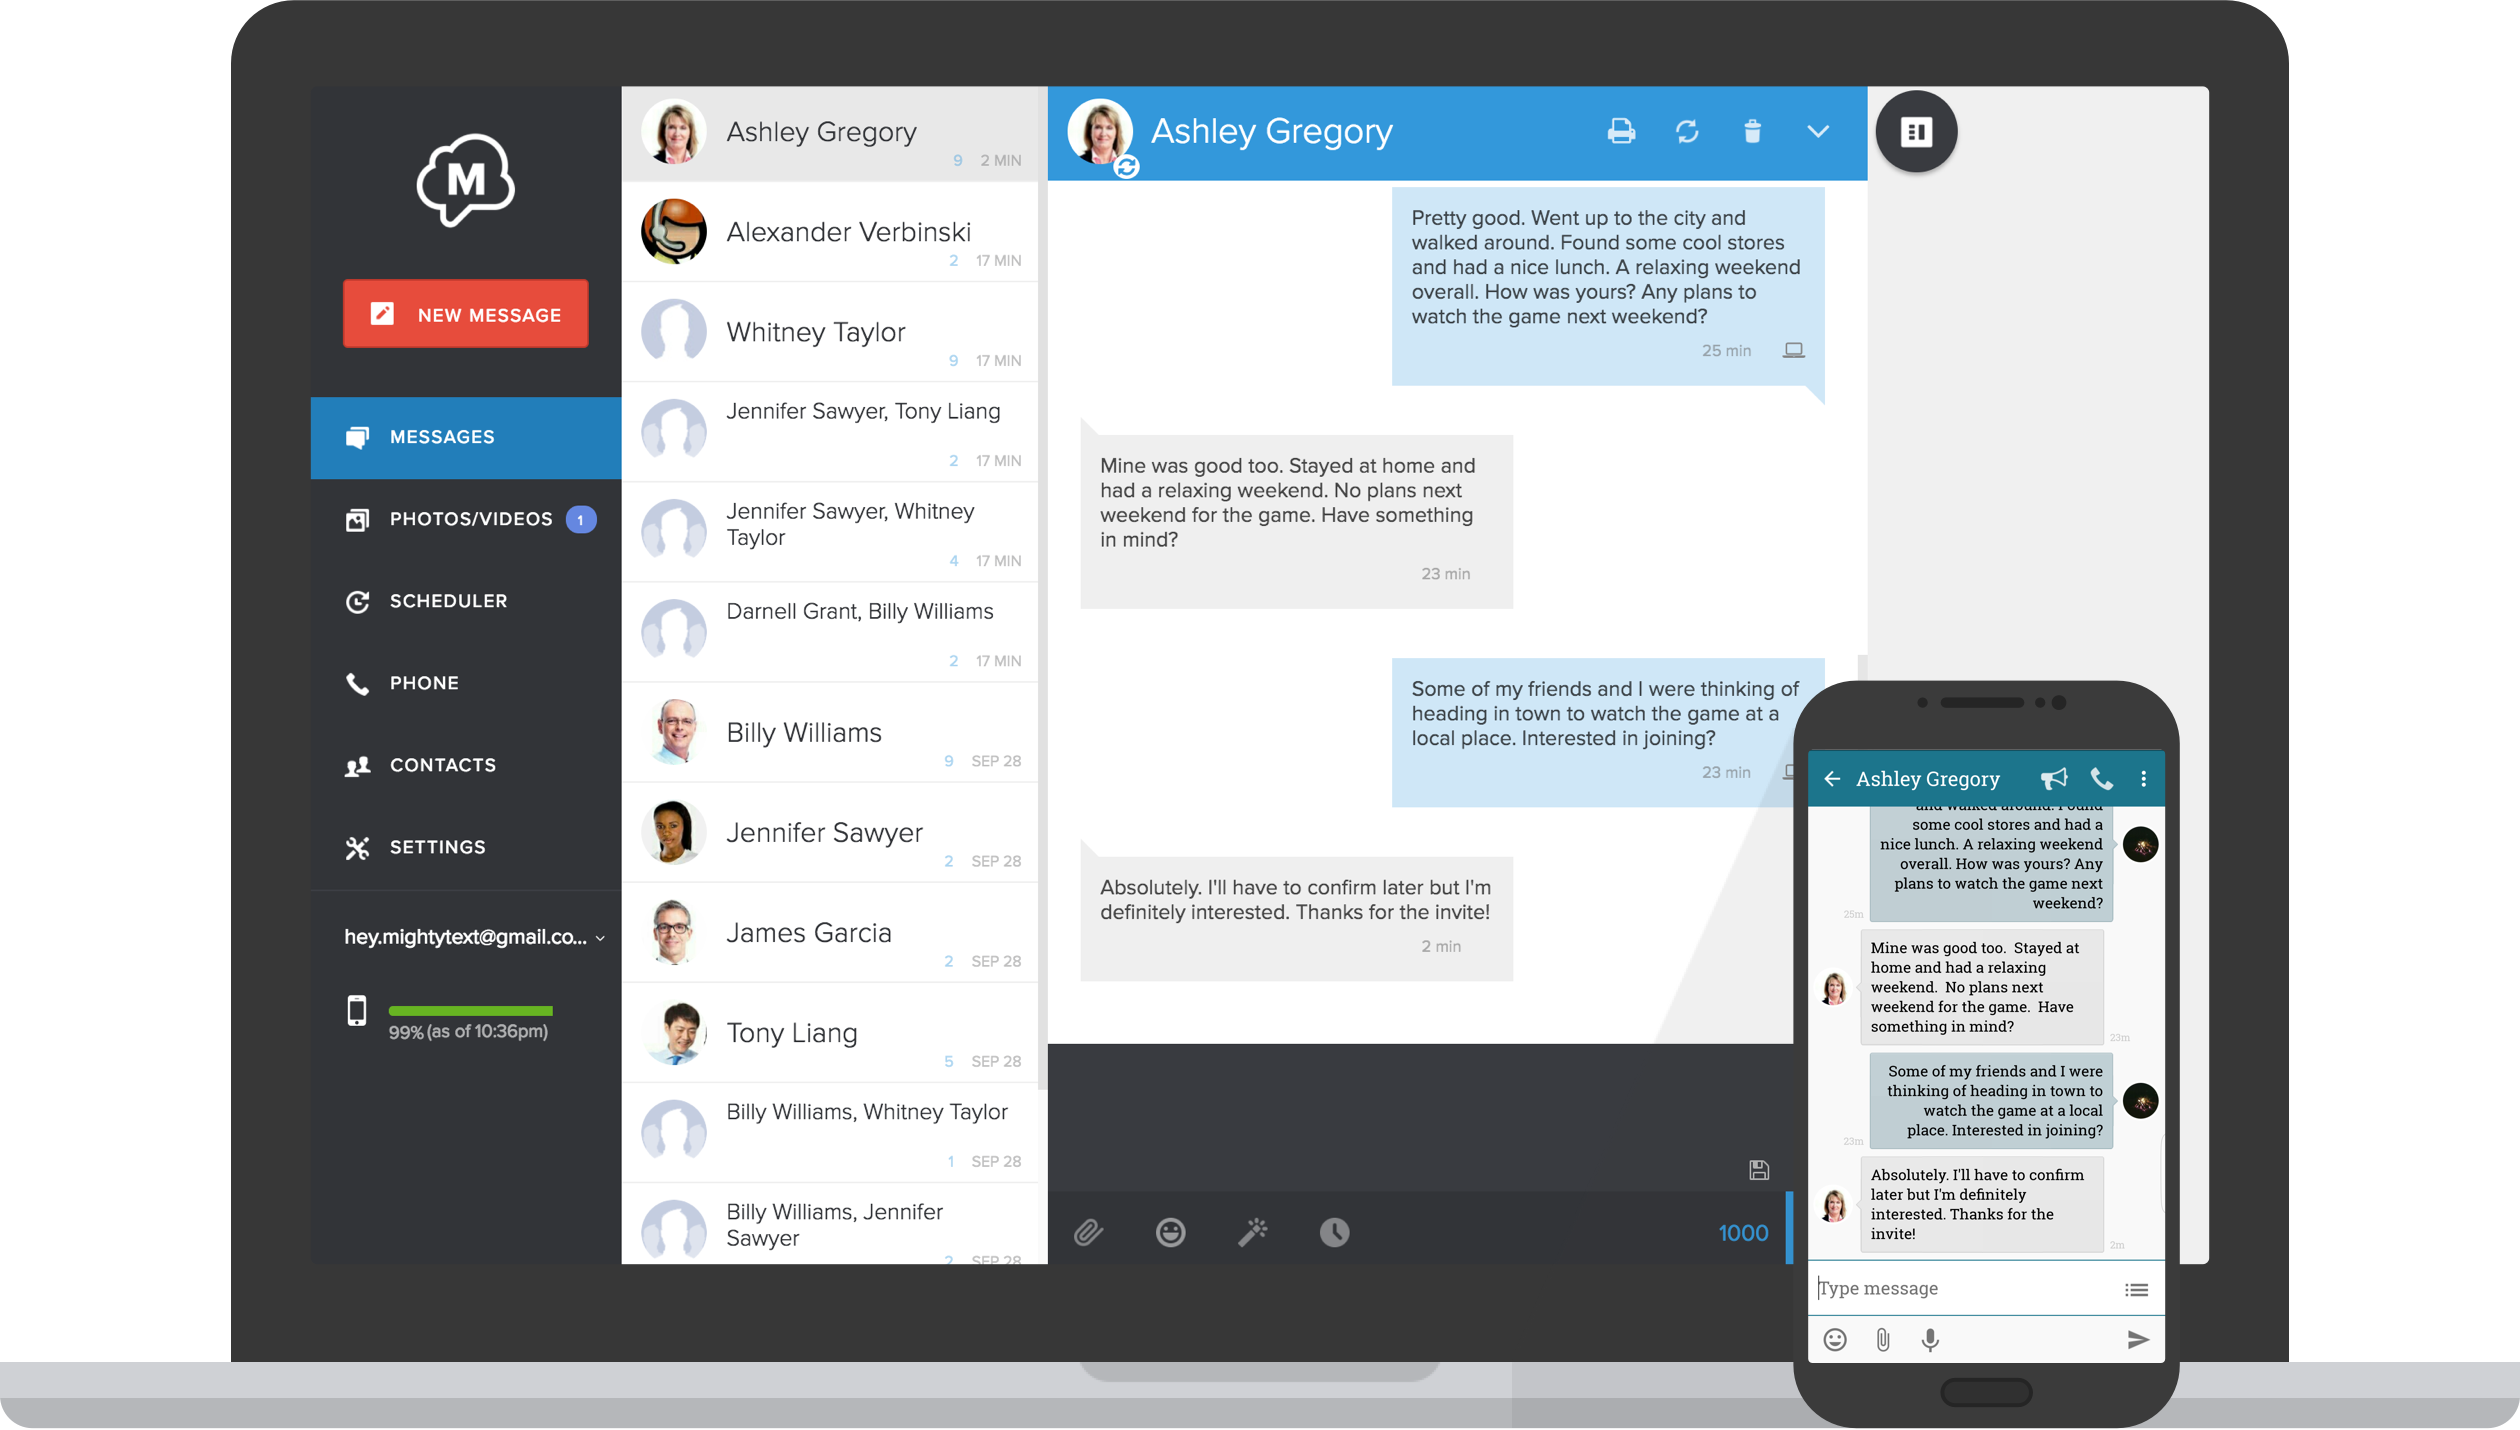 M
NEW MESSAGE
MESSAGES
PHOTOS/VIDEOS 1
SCHEDULER
PHONE
CONTACTS
SETTINGS
hey.mightytext@gmail.co...
99% (as of 10:36pm)
Ashley Gregory
9 2 MIN
Alexander Verbinski
2 17 MIN
Whitney Taylor
9 17 MIN
Jennifer Sawyer, Tony Liang
2 17 MIN
Jennifer Sawyer, Whitney
Taylor
4 17 MIN
Darnell Grant, Billy Williams
2 17 MIN
Billy Williams
9 SEP 28
Jennifer Sawyer
2 SEP 28
James Garcia
2 SEP 28
Tony Liang
5 SEP 28
Billy Williams, Whitney Taylor
1 SEP 28
Billy Williams, Jennifer
Sawyer
2 SEP 28
Ashley Gregory
Pretty good. Went up to the city and
walked around. Found some cool stores
and had a nice lunch. A relaxing weekend
overall. How was yours? Any plans to
watch the game next weekend?
25 min
Mine was good too. Stayed at home and
had a relaxing weekend. No plans next
weekend for the game. Have something
in mind?
23 min
Some of my friends and I were thinking of
heading in town to watch the game at a
local place. Interested in joining?
23 min
Absolutely. I'll have to confirm later but I'm
definitely interested. Thanks for the invite!
2 min
1000
Ashley Gregory
and walked around. Found
some cool stores and had a
nice lunch. A relaxing weekend
overall. How was yours? Any
plans to watch the game next
weekend?
25m
Mine was good too. Stayed at
home and had a relaxing
weekend. No plans next
weekend for the game. Have
something in mind?
23m
Some of my friends and I were
thinking of heading in town to
watch the game at a local
place. Interested in joining?
23m
Absolutely. I'll have to confirm
later but I'm definitely
interested. Thanks for the
invite!
2m
Type message